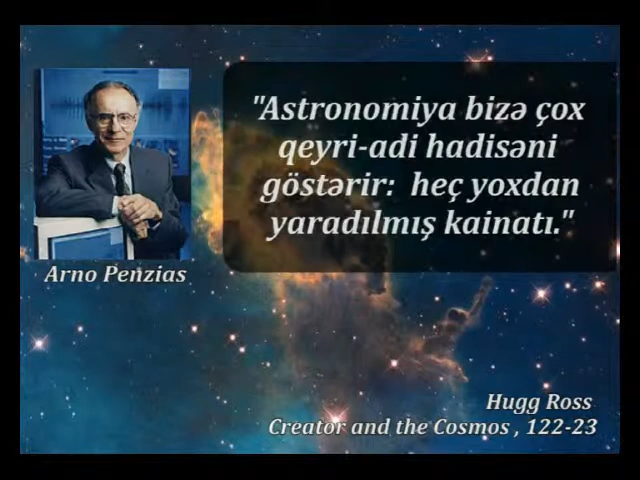 "Astronomiya bizə çox
qeyri-adi hadisəni
göstərir: heç yoxdan
yaradılmış kainatı."
Arno Penzias
Hugg Ross
Creator and the Cosmos , 122-23